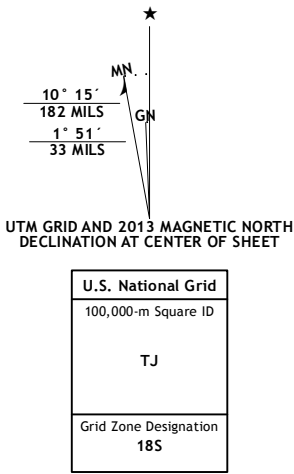 ★
MN
10° 15´
182 MILS
GN
1° 51´
33 MILS
UTM GRID AND 2013 MAGNETIC NORTH
DECLINATION AT CENTER OF SHEET
U.S. National Grid
100,000-m Square ID
TJ
Grid Zone Designation
18S